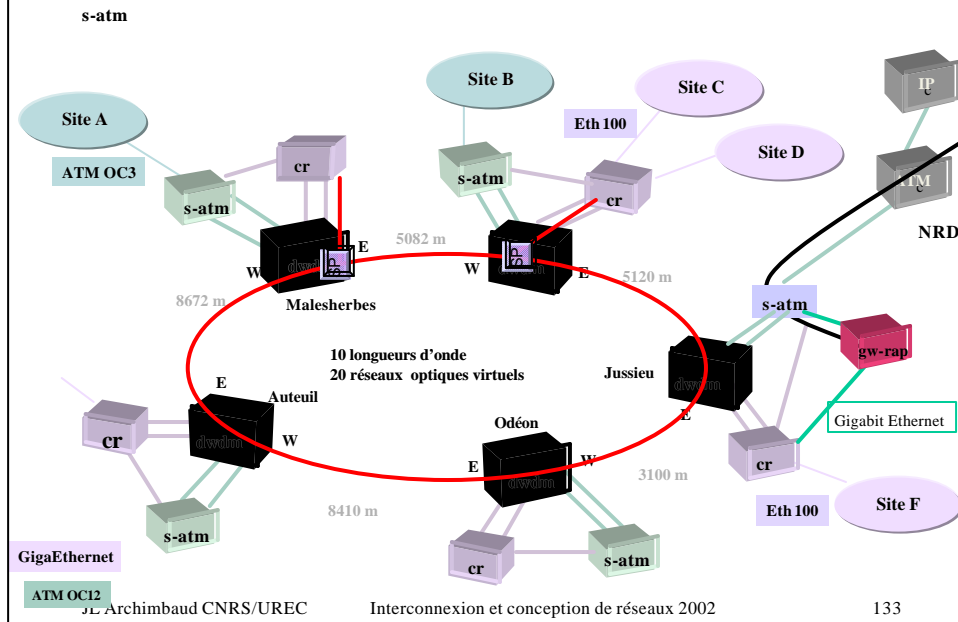 s-atm
Site A
ATM OC3
s-atm
cr
Site B
Site C
Eth 100
Site D
s-atm
cr
IP
c
ATM
c
NRD
dwdm
SP
E
W
5082 m
8672 m
Malesherbes
dwdm
SP
W
E
5120 m
s-atm
gw-rap
Gigabit Ethernet
10 longueurs d'onde
20 réseaux optiques virtuels
Jussieu
dwdm
E
cr
Eth 100
Site F
E
Auteuil
dwdm
W
cr
s-atm
8410 m
Odéon
E
W
dwdm
3100 m
cr
s-atm
GigaEthernet
ATM OC12
JL Archimbaud CNRS/UREC
Interconnexion et conception de réseaux 2002
133